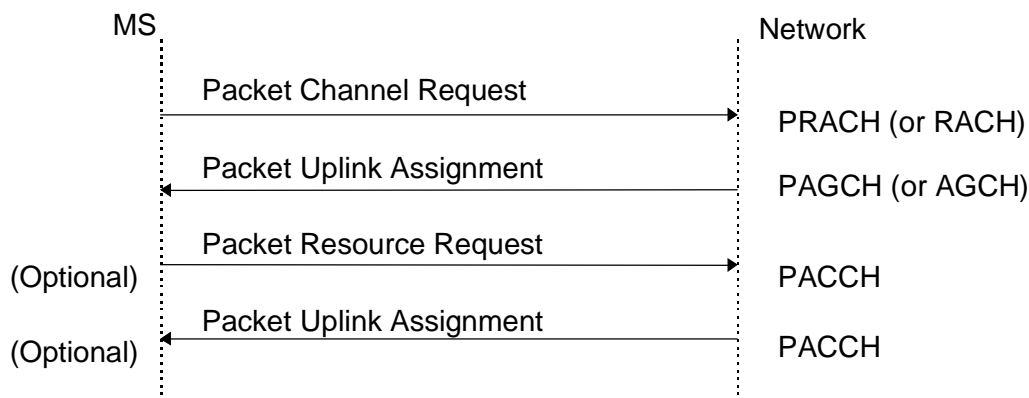 MS
Network
Packet Channel Request
PRACH (or RACH)
Packet Uplink Assignment
PAGCH (or AGCH)
Packet Resource Request
(Optional)
PACCH
Packet Uplink Assignment
(Optional)
PACCH